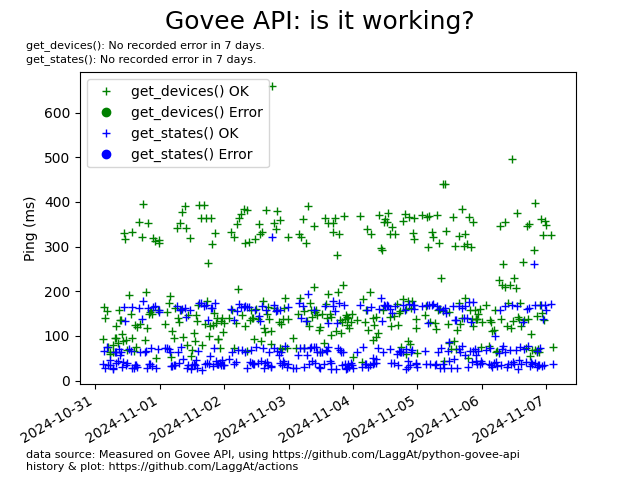 Govee API: is it working?
get_devices(): No recorded error in 7 days.
get_states(): No recorded error in 7 days.
get_devices() OK
get_devices() Error
get_states() OK
get_states() Error
Ping (ms)
600
500
400
300
200
100
0
2024-10-31
2024-11-01
2024-11-02
2024-11-03
2024-11-04
2024-11-05
2024-11-06
2024-11-07
data source: Measured on Govee API, using https://github.com/LaggAt/python-govee-api
history & plot: https://github.com/LaggAt/actions